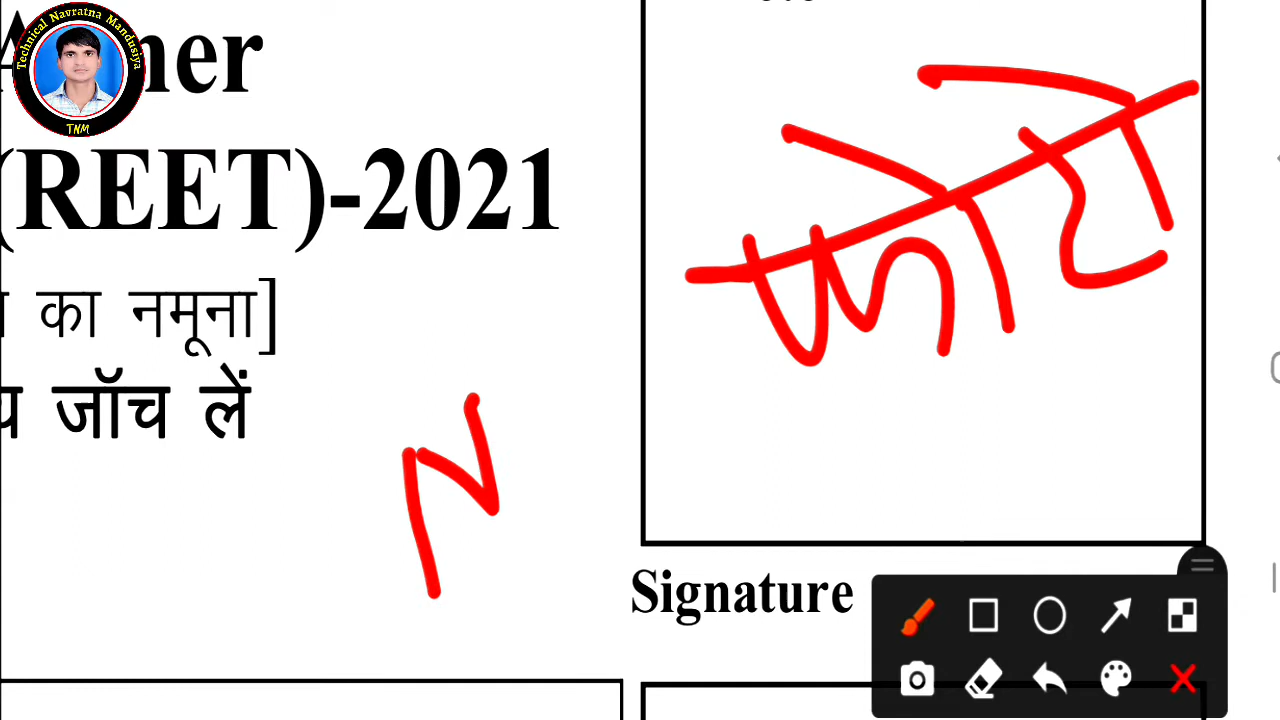 Technical Navratna Mandusiya
TNM
mer
(REET)-2021
का नमूना]
जॉच लें
फोटो
N
Signature